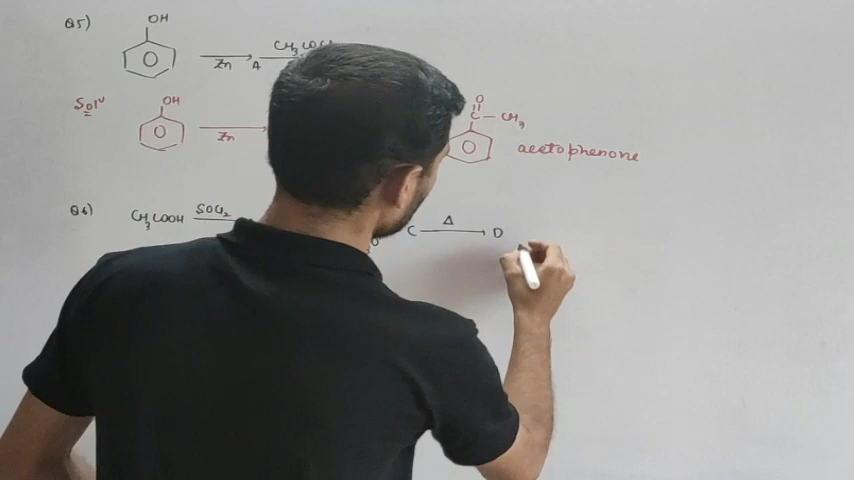 Q5) OH
Zn A CH3COCl
Solⁿ OH O
Zn C — CH3
acetophenone
Q6) CH3COOH SOCl2 C Δ D